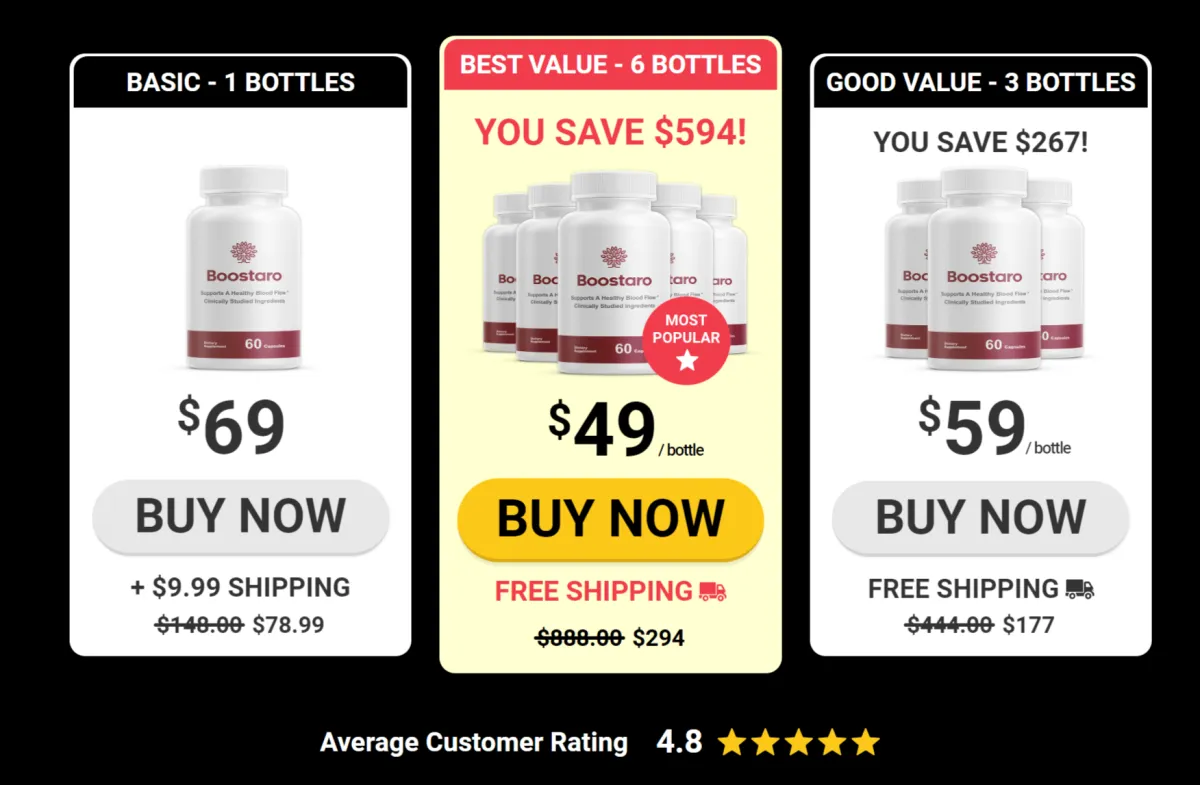 BASIC - 1 BOTTLES
Boostaro
Supports A Healthy Blood Flow*
Clinically Studied Ingredients
Dietary
Supplement
60 Capsules
$69
BUY NOW
+ $9.99 SHIPPING
$148.00 $78.99
BEST VALUE - 6 BOTTLES
YOU SAVE $594!
Boostaro
Supports A Healthy Blood Flow*
Clinically Studied Ingredients
Dietary
Supplement
60
MOST
POPULAR
$49 / bottle
BUY NOW
FREE SHIPPING
$888.00 $294
GOOD VALUE - 3 BOTTLES
YOU SAVE $267!
Boostaro
Supports A Healthy Blood Flow*
Clinically Studied Ingredients
Dietary
Supplement
60 Capsules
$59 / bottle
BUY NOW
FREE SHIPPING
$444.00 $177
Average Customer Rating 4.8